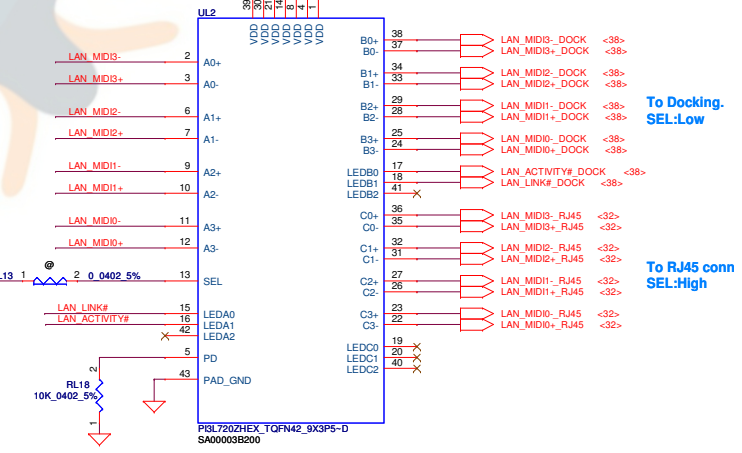 UL2
39 30 21 14 8 4 1
VDD VDD VDD VDD VDD VDD VDD
LAN_MIDI3- 2 A0+
LAN_MIDI3+ 3 A0-
LAN_MIDI2- 6 A1+
LAN_MIDI2+ 7 A1-
LAN_MIDI1- 9 A2+
LAN_MIDI1+ 10 A2-
LAN_MIDI0- 11 A3+
LAN_MIDI0+ 12 A3-
@
L13 1 2 0_0402_5% 13 SEL
LAN_LINK# 15 LEDA0
LAN_ACTIVITY# 16 LEDA1
42 LEDA2
5 PD
43 PAD_GND
2
RL18
10K_0402_5%
1
B0+ 38 LAN_MIDI3-_DOCK <38>
B0- 37 LAN_MIDI3+_DOCK <38>
B1+ 34 LAN_MIDI2-_DOCK <38>
B1- 33 LAN_MIDI2+_DOCK <38>
B2+ 29 LAN_MIDI1-_DOCK <38>
B2- 28 LAN_MIDI1+_DOCK <38>
B3+ 25 LAN_MIDI0-_DOCK <38>
B3- 24 LAN_MIDI0+_DOCK <38>
LEDB0 17 LAN_ACTIVITY#_DOCK <38>
LEDB1 18 LAN_LINK#_DOCK <38>
LEDB2 41
To Docking.
SEL:Low
C0+ 36 LAN_MIDI3-_RJ45 <32>
C0- 35 LAN_MIDI3+_RJ45 <32>
C1+ 32 LAN_MIDI2-_RJ45 <32>
C1- 31 LAN_MIDI2+_RJ45 <32>
C2+ 27 LAN_MIDI1-_RJ45 <32>
C2- 26 LAN_MIDI1+_RJ45 <32>
C3+ 23 LAN_MIDI0-_RJ45 <32>
C3- 22 LAN_MIDI0+_RJ45 <32>
LEDC0 19
LEDC1 20
LEDC2 40
To RJ45 conn
SEL:High
PI3L720ZHEX_TQFN42_9X3P5~D
SA00003B200